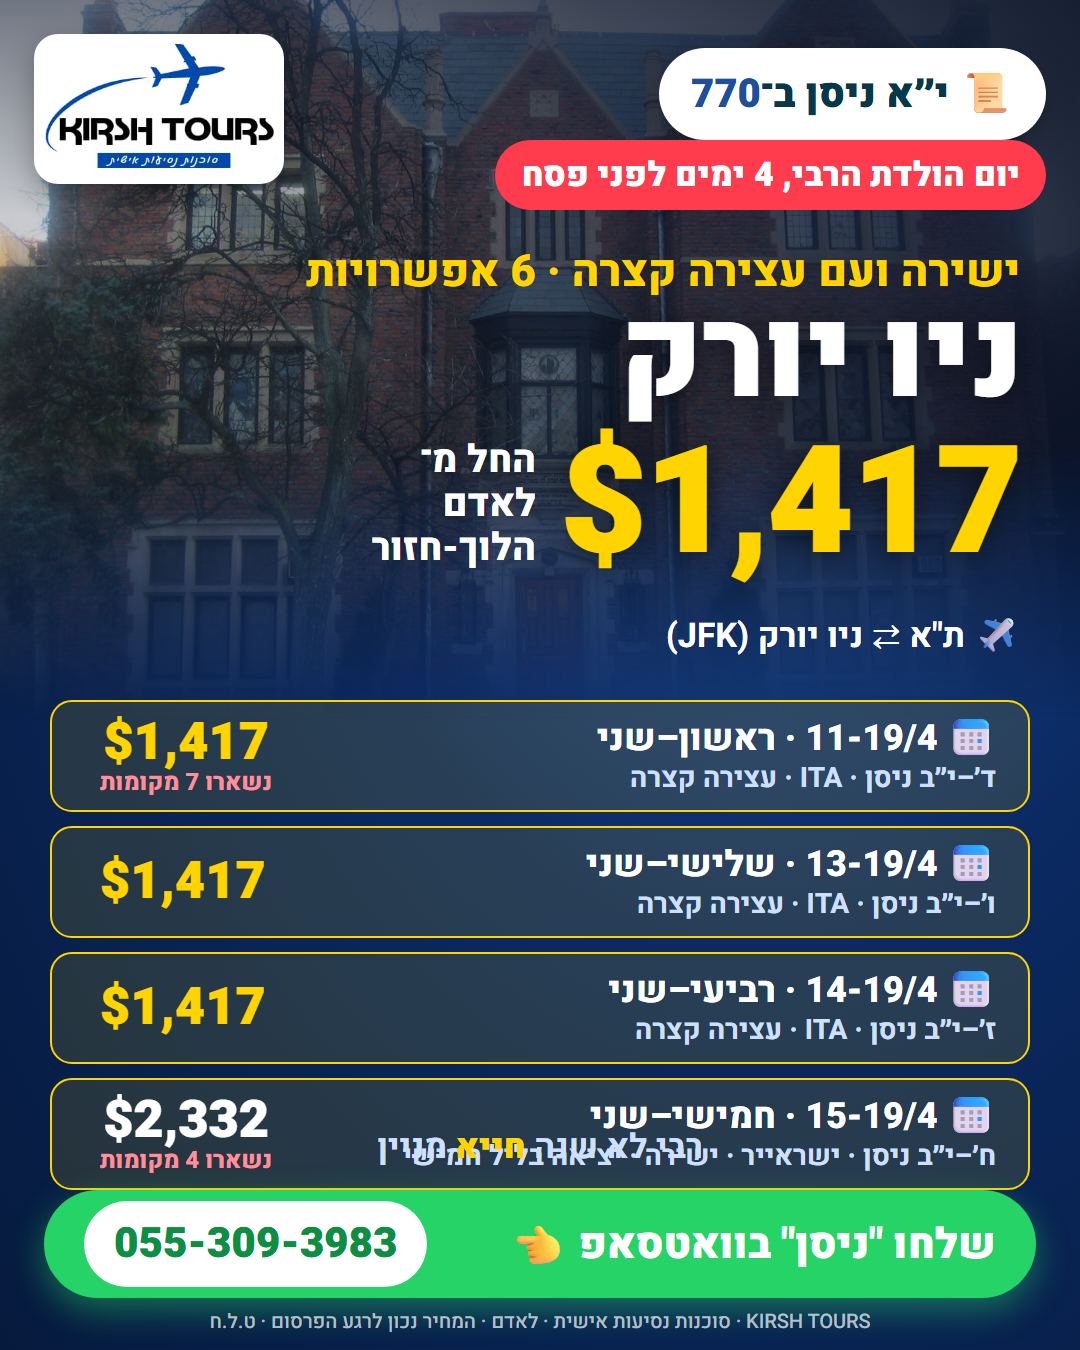 KIRSH TOURS
סוכנות נסיעות אישית
י״א ניסן ב־770
יום הולדת הרבי, 4 ימים לפני פסח
ישירה ועם עצירה קצרה · 6 אפשרויות
ניו יורק
$1,417
החל מ־
לאדם
הלוך-חזור
ת"א ⇄ ניו יורק (JFK)
11-19/4 · ראשון–שני
ד׳–י״ב ניסן · ITA · עצירה קצרה
$1,417
נשארו 7 מקומות
13-19/4 · שלישי–שני
ו׳–י״ב ניסן · ITA · עצירה קצרה
$1,417
14-19/4 · רביעי–שני
ז׳–י״ב ניסן · ITA · עצירה קצרה
$1,417
15-19/4 · חמישי–שני
ח׳–י״ב ניסן · ישראייר · ישירה · יציאה בליל חמישי
$2,332
נשארו 4 מקומות
חייא מנוין
שלחו "ניסן" בוואטסאפ
055-309-3983
KIRSH TOURS · סוכנות נסיעות אישית · לאדם · המחיר נכון לרגע הפרסום · ט.ל.ח